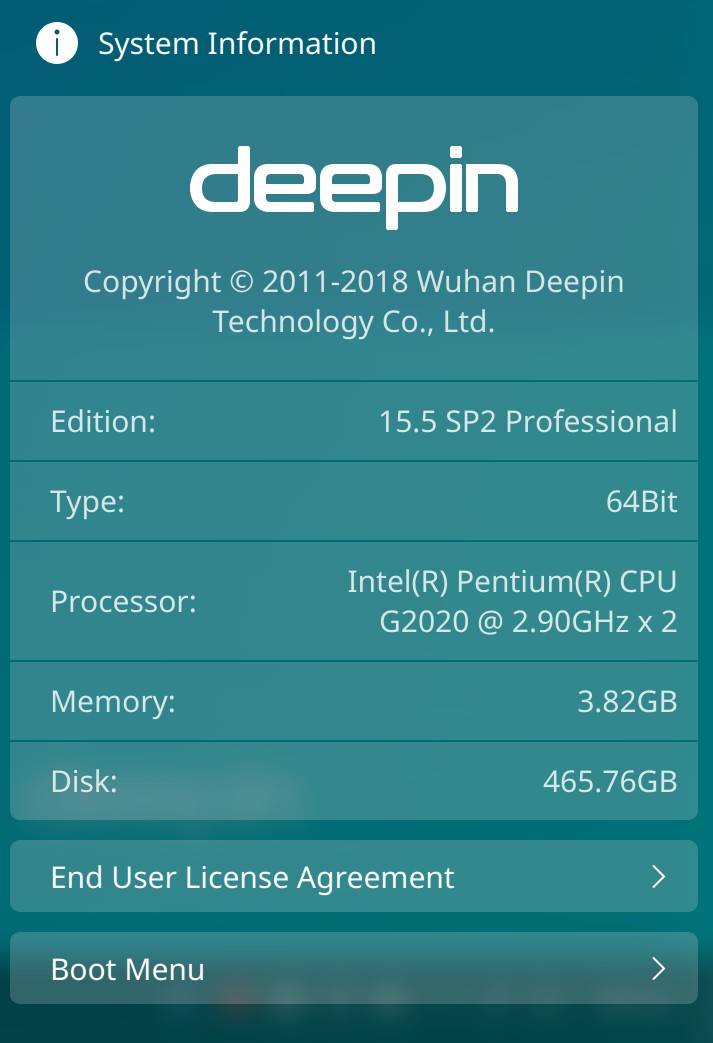 System Information
deepin
Copyright © 2011-2018 Wuhan Deepin
Technology Co., Ltd.
Edition: 15.5 SP2 Professional
Type: 64Bit
Processor: Intel(R) Pentium(R) CPU
G2020 @ 2.90GHz x 2
Memory: 3.82GB
Disk: 465.76GB
End User License Agreement
Boot Menu